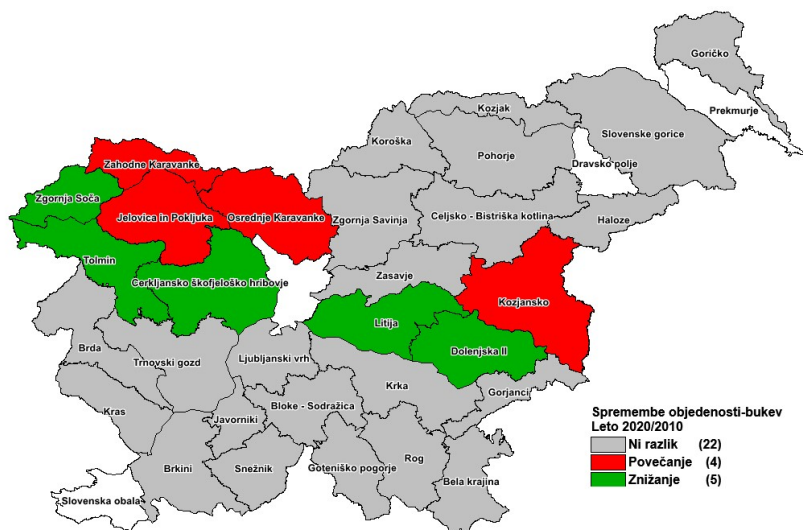 Goričko
Prekmurje
Kozjak
Slovenske gorice
Koroška
Pohorje
Dravsko polje
Zahodne Karavanke
Zgornja Soča
Jelovica in Pokljuka
Osrednje Karavanke
Zgornja Savinja
Celjsko - Bistriška kotlina
Haloze
Tolmin
Cerkljansko škofjeloško hribovje
Zasavje
Kozjansko
Litija
Brda
Trnovski gozd
Ljubljanski vrh
Dolenjska II
Krka
Gorjanci
Kras
Javorniki
Bloke - Sodražica
Brkini
Snežnik
Goteniško pogorje
Rog
Bela krajina
Slovenska obala
Spremembe objedenosti-bukev
Leto 2020/2010
Ni razlik (22)
Povečanje (4)
Znižanje (5)